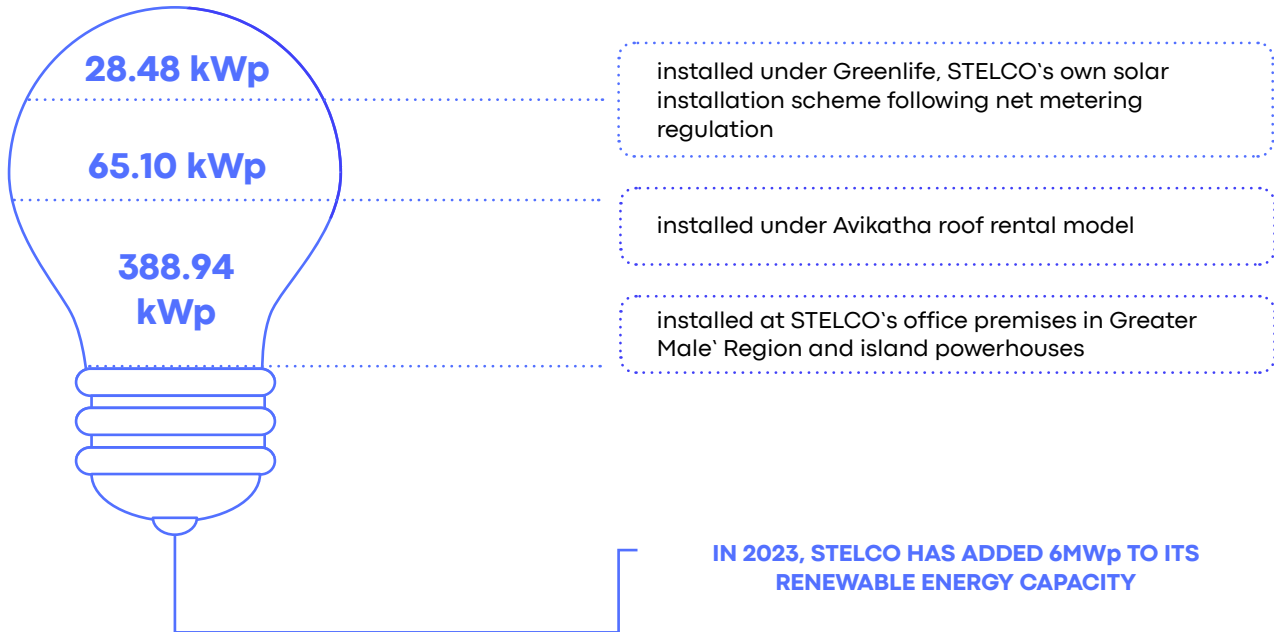 28.48 kWp
installed under Greenlife, STELCO‵s own solar
installation scheme following net metering
regulation
65.10 kWp
installed under Avikatha roof rental model
388.94
kWp
installed at STELCO‵s office premises in Greater
Male‵ Region and island powerhouses
IN 2023, STELCO HAS ADDED 6MWp TO ITS
RENEWABLE ENERGY CAPACITY